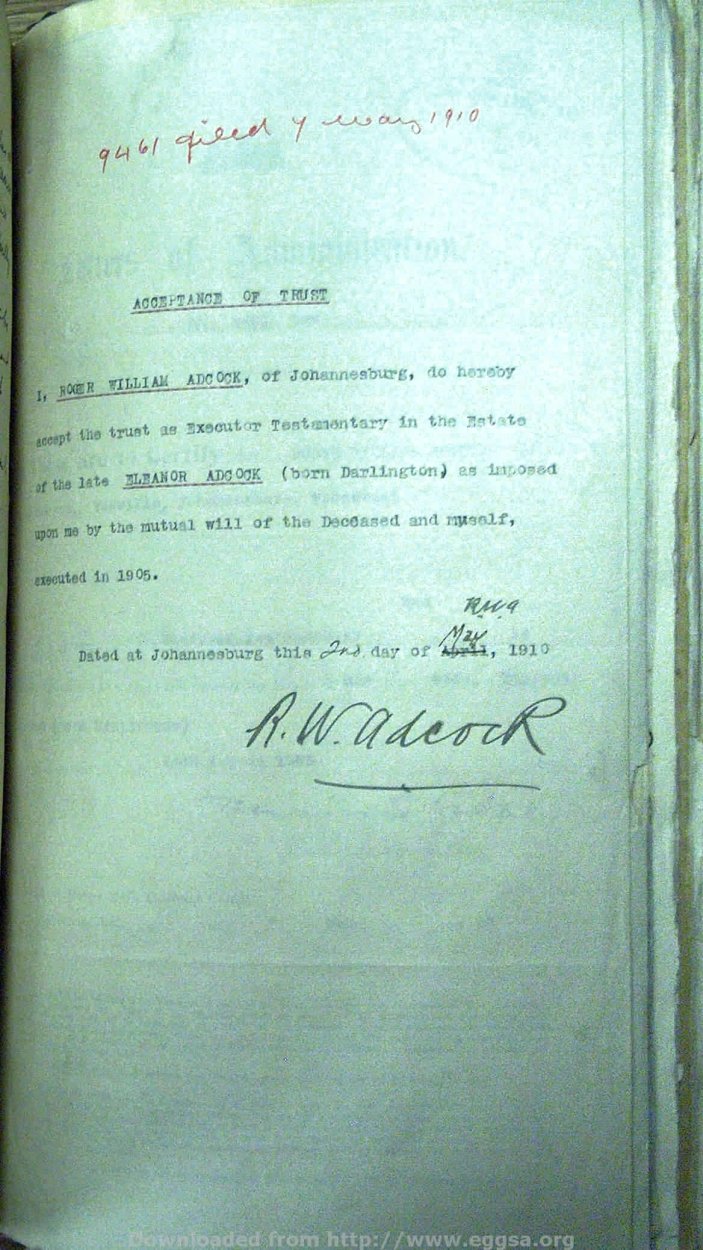 9461 filed 4 May 1910
ACCEPTANCE OF TRUST
I, ROGER WILLIAM ADCOCK, of Johannesburg, do hereby
accept the trust as Executor Testamentary in the Estate
of the late ELEANOR ADCOCK (born Darlington) as imposed
upon me by the mutual will of the Deceased and myself,
executed in 1905.
RWA
May
Dated at Johannesburg this 2nd day of April, 1910
R. W. Adcock
Downloaded from http://www.eggsa.org